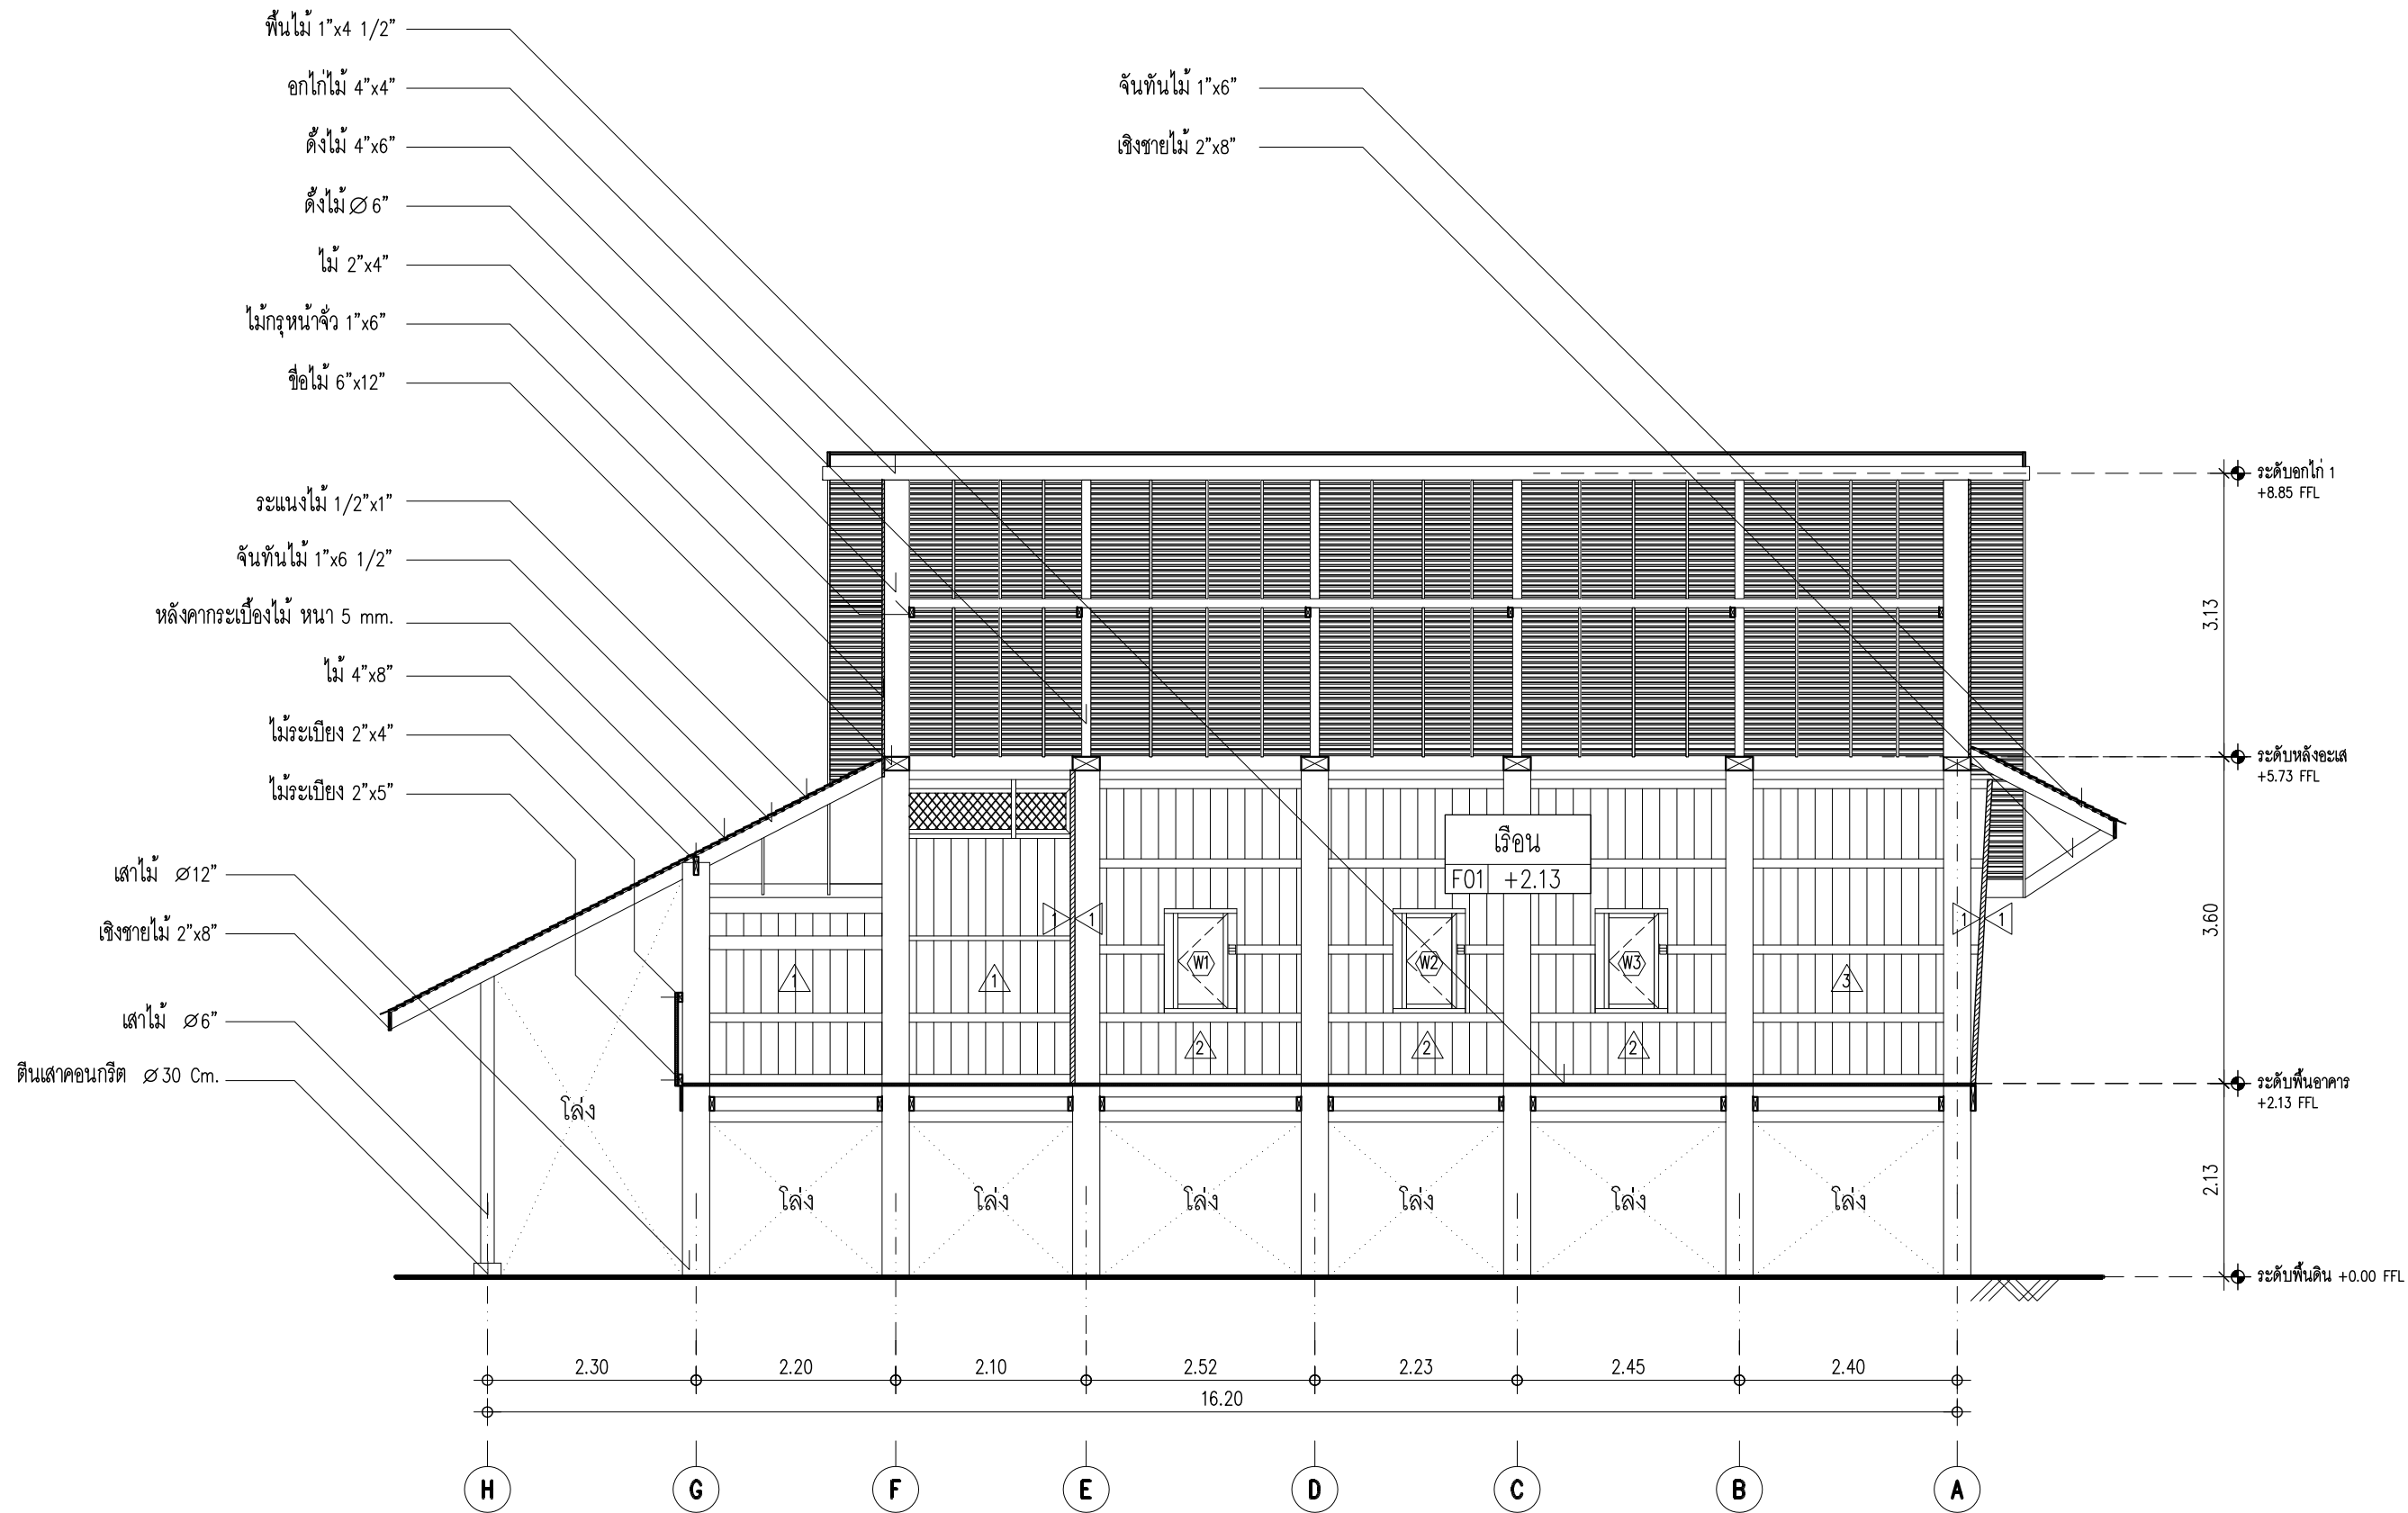 พื้นไม้ 1"x4 1/2"
อกไก่ไม้ 4"x4"
ดั้งไม้ 4"x6"
ดั้งไม้ ∅ 6"
ไม้ 2"x4"
ไม้กรุหน้าจั่ว 1"x6"
ขื่อไม้ 6"x12"
ระแนงไม้ 1/2"x1"
จันทันไม้ 1"x6 1/2"
หลังคากระเบื้องไม้ หนา 5 mm.
ไม้ 4"x8"
ไม้ระเบียง 2"x4"
ไม้ระเบียง 2"x5"
เสาไม้ ∅12"
เชิงชายไม้ 2"x8"
เสาไม้ ∅6"
ตีนเสาคอนกรีต ∅30 Cm.
จันทันไม้ 1"x6"
เชิงชายไม้ 2"x8"
ระดับอกไก่ 1
+8.85 FFL
3.13
ระดับหลังอะเส
+5.73 FFL
3.60
ระดับพื้นอาคาร
+2.13 FFL
2.13
ระดับพื้นดิน +0.00 FFL
เรือน
F01 +2.13
1 1 1 1
W1 W2 W3
1 1 3
2 2 2
โล่ง
โล่ง โล่ง โล่ง โล่ง โล่ง โล่ง
2.30 2.20 2.10 2.52 2.23 2.45 2.40
16.20
H G F E D C B A